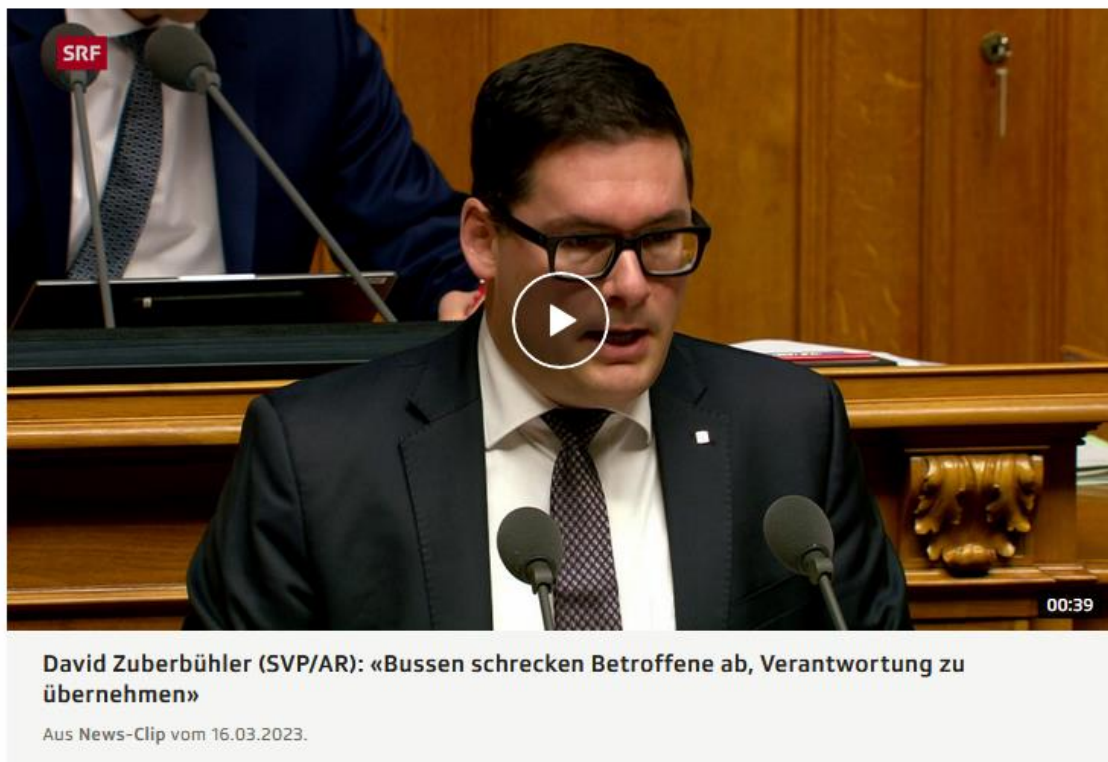 SRF
00:39
David Zuberbühler (SVP/AR): «Bussen schrecken Betroffene ab, Verantwortung zu
übernehmen»
Aus News-Clip vom 16.03.2023.